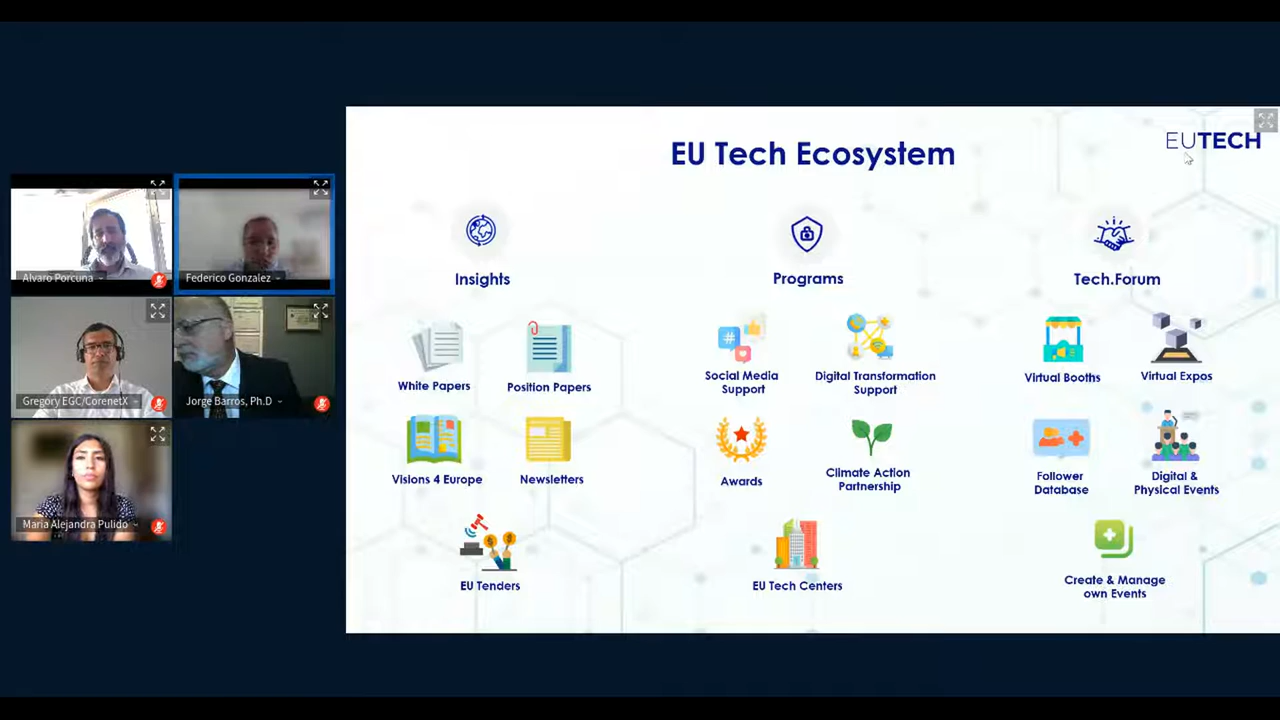 EU Tech Ecosystem
EUTECH
Insights
Programs
Tech.Forum
White Papers
Position Papers
Social Media
Support
Digital Transformation
Support
Virtual Booths
Virtual Expos
Visions 4 Europe
Newsletters
Awards
Climate Action
Partnership
Follower
Database
Digital &
Physical Events
EU Tenders
EU Tech Centers
Create & Manage
own Events
Alvaro Porcuna
Federico Gonzalez
Gregory EGC/CorenetX
Jorge Barros, Ph.D
Maria Alejandra Pulido